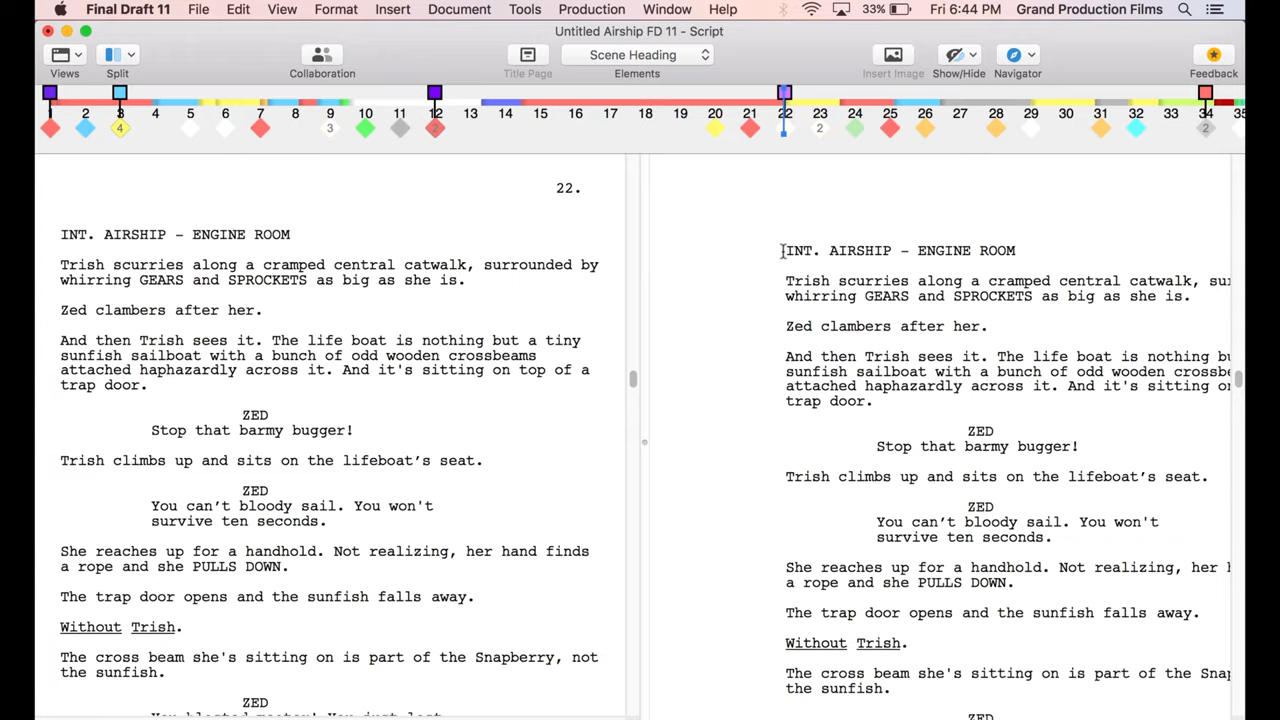 Final Draft 11 File Edit View Format Insert Document Tools Production Window Help 33% Fri 6:44 PM Grand Production Films
Untitled Airship FD 11 - Script
Scene Heading
Views Split Collaboration Title Page Elements Insert Image Show/Hide Navigator Feedback
1 2 3 4 5 6 7 8 9 10 11 12 13 14 15 16 17 18 19 20 21 22 23 24 25 26 27 28 29 30 31 32 33 34 35
4 3 2 2 2
22.
INT. AIRSHIP - ENGINE ROOM
Trish scurries along a cramped central catwalk, surrounded by
whirring GEARS and SPROCKETS as big as she is.
Zed clambers after her.
And then Trish sees it. The life boat is nothing but a tiny
sunfish sailboat with a bunch of odd wooden crossbeams
attached haphazardly across it. And it's sitting on top of a
trap door.
ZED
Stop that barmy bugger!
Trish climbs up and sits on the lifeboat’s seat.
ZED
You can’t bloody sail. You won't
survive ten seconds.
She reaches up for a handhold. Not realizing, her hand finds
a rope and she PULLS DOWN.
The trap door opens and the sunfish falls away.
Without Trish.
The cross beam she's sitting on is part of the Snapberry, not
the sunfish.
ZED
INT. AIRSHIP - ENGINE ROOM
Trish scurries along a cramped central catwalk, su
whirring GEARS and SPROCKETS as big as she is.
Zed clambers after her.
And then Trish sees it. The life boat is nothing b
sunfish sailboat with a bunch of odd wooden crossbe
attached haphazardly across it. And it's sitting o
trap door.
ZED
Stop that barmy bugger!
Trish climbs up and sits on the lifeboat’s seat.
ZED
You can’t bloody sail. You won't
survive ten seconds.
She reaches up for a handhold. Not realizing, her h
a rope and she PULLS DOWN.
The trap door opens and the sunfish falls away.
Without Trish.
The cross beam she's sitting on is part of the Snap
the sunfish.
ZED